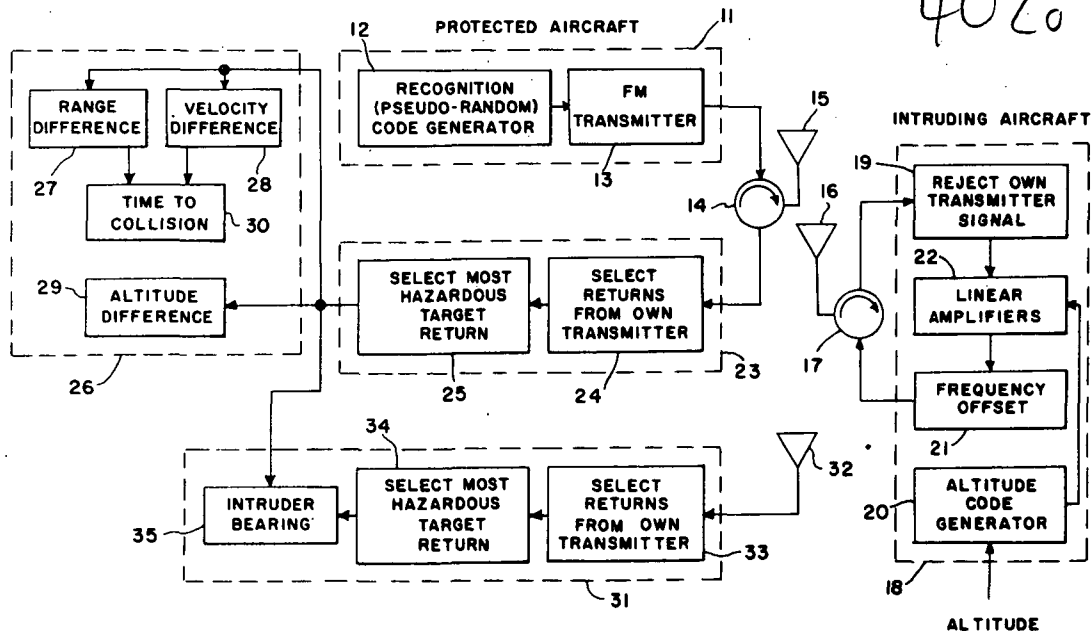 4020
PROTECTED AIRCRAFT
11
12
RECOGNITION
(PSEUDO-RANDOM)
CODE GENERATOR
FM
TRANSMITTER
13
14
15
16
17
INTRUDING AIRCRAFT
19
REJECT OWN
TRANSMITTER
SIGNAL
22
LINEAR
AMPLIFIERS
FREQUENCY
OFFSET
21
20
ALTITUDE
CODE
GENERATOR
18
ALTITUDE
RANGE
DIFFERENCE
27
VELOCITY
DIFFERENCE
28
TIME TO
COLLISION
30
29
ALTITUDE
DIFFERENCE
26
SELECT MOST
HAZARDOUS
TARGET
RETURN
25
SELECT
RETURNS
FROM OWN
TRANSMITTER
24
23
34
INTRUDER
BEARING
35
SELECT MOST
HAZARDOUS
TARGET
RETURN
SELECT
RETURNS
FROM OWN
TRANSMITTER
33
32
31